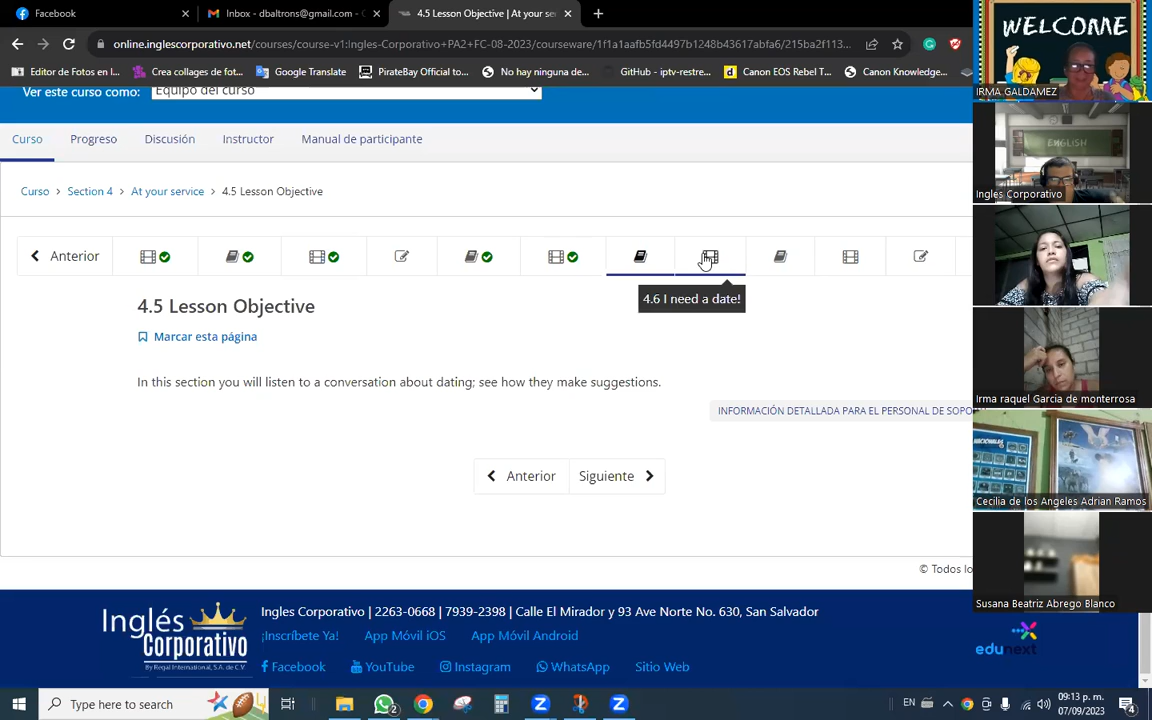 Facebook
Inbox - dbaltrons@gmail.com -
4.5 Lesson Objective | At your se
online.inglescorporativo.net/courses/course-v1:Ingles-Corporativo+PA2+FC-08-2023/courseware/1f1a1aafb5fd4497b1248b43617abfa6/215ba2f113...
Editor de Fotos en l...
Crea collages de fot...
Google Translate
PirateBay Official to...
No hay ninguna de...
GitHub - iptv-restre...
Canon EOS Rebel T...
Canon Knowledge...
Ver este curso como:
Equipo del curso
Curso
Progreso
Discusión
Instructor
Manual de participante
Curso > Section 4 > At your service > 4.5 Lesson Objective
Anterior
4.6 I need a date!
4.5 Lesson Objective
Marcar esta página
In this section you will listen to a conversation about dating; see how they make suggestions.
INFORMACIÓN DETALLADA PARA EL PERSONAL DE SOPO
Anterior
Siguiente
© Todos lo
Inglés
Corporativo
By Regal International, S.A. de C.V.
Ingles Corporativo | 2263-0668 | 7939-2398 | Calle El Mirador y 93 Ave Norte No. 630, San Salvador
¡Inscríbete Ya!
App Móvil iOS
App Móvil Android
Facebook
YouTube
Instagram
WhatsApp
Sitio Web
edunext
WELCOME
IRMA GALDAMEZ
ENGLISH
Ingles Corporativo
Irma raquel Garcia de monterrosa
NACIONALES
Cecilia de los Angeles Adrian Ramos
Susana Beatriz Abrego Blanco
Type here to search
2
EN
09:13 p. m.
07/09/2023
4